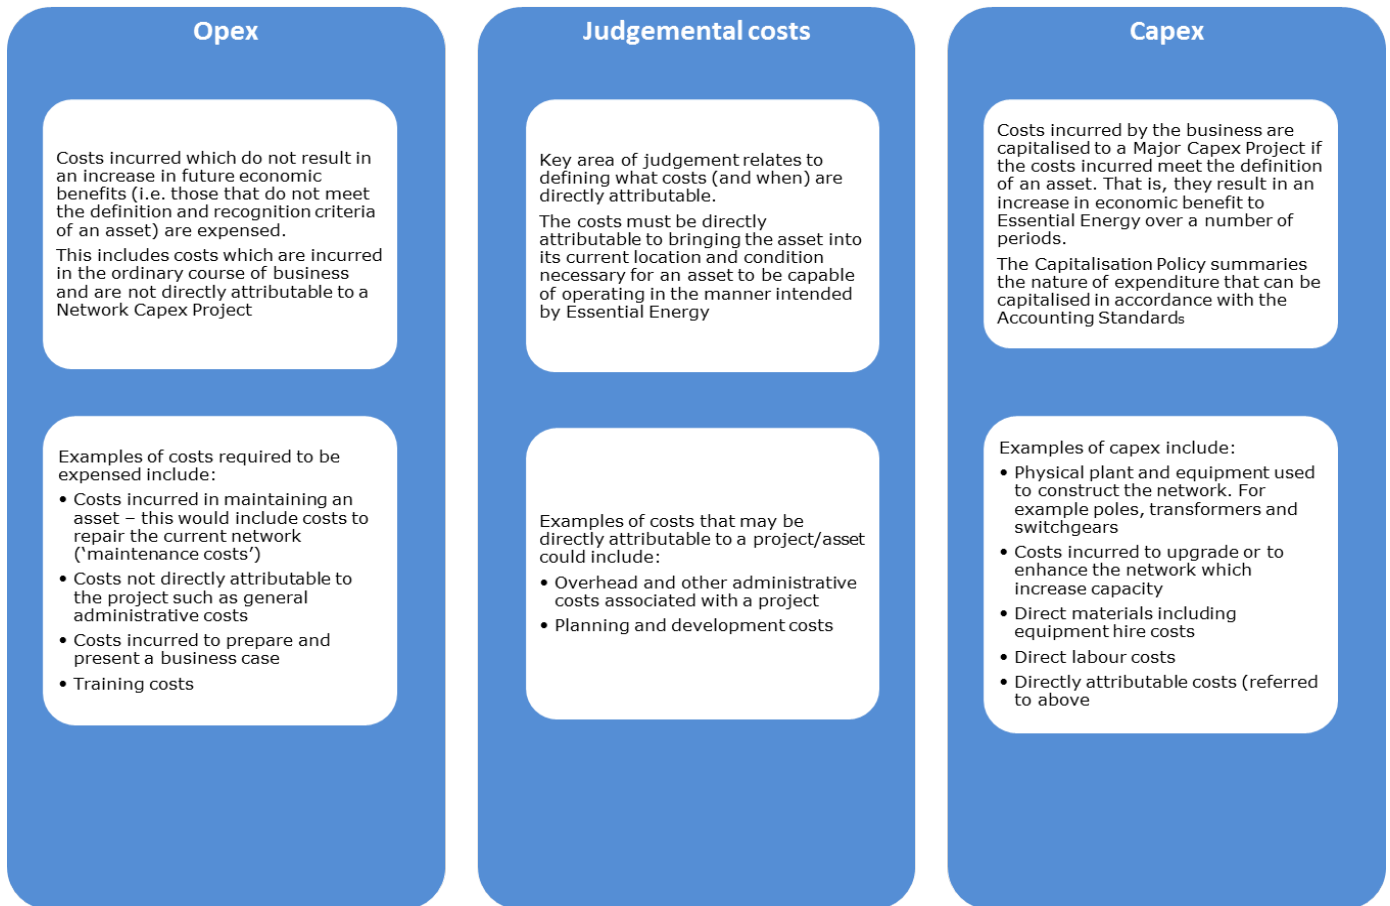 Opex
Costs incurred which do not result in
an increase in future economic
benefits (i.e. those that do not meet
the definition and recognition criteria
of an asset) are expensed.
This includes costs which are incurred
in the ordinary course of business
and are not directly attributable to a
Network Capex Project
Examples of costs required to be
expensed include:
• Costs incurred in maintaining an
asset – this would include costs to
repair the current network
(‘maintenance costs’)
• Costs not directly attributable to
the project such as general
administrative costs
• Costs incurred to prepare and
present a business case
• Training costs
Judgemental costs
Key area of judgement relates to
defining what costs (and when) are
directly attributable.
The costs must be directly
attributable to bringing the asset into
its current location and condition
necessary for an asset to be capable
of operating in the manner intended
by Essential Energy
Examples of costs that may be
directly attributable to a project/asset
could include:
• Overhead and other administrative
costs associated with a project
• Planning and development costs
Capex
Costs incurred by the business are
capitalised to a Major Capex Project if
the costs incurred meet the definition
of an asset. That is, they result in an
increase in economic benefit to
Essential Energy over a number of
periods.
The Capitalisation Policy summaries
the nature of expenditure that can be
capitalised in accordance with the
Accounting Standards
Examples of capex include:
• Physical plant and equipment used
to construct the network. For
example poles, transformers and
switchgears
• Costs incurred to upgrade or to
enhance the network which
increase capacity
• Direct materials including
equipment hire costs
• Direct labour costs
• Directly attributable costs (referred
to above